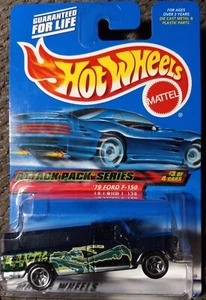 GUARANTEED
FOR LIFE
FOR AGES
OVER 3 YEARS.
DIE CAST METAL &
PLASTIC PARTS.
Hot Wheels
MATTEL
ATTACK PACK SERIES
'79 FORD F-150
#3 of
4 CARS
WHEELS